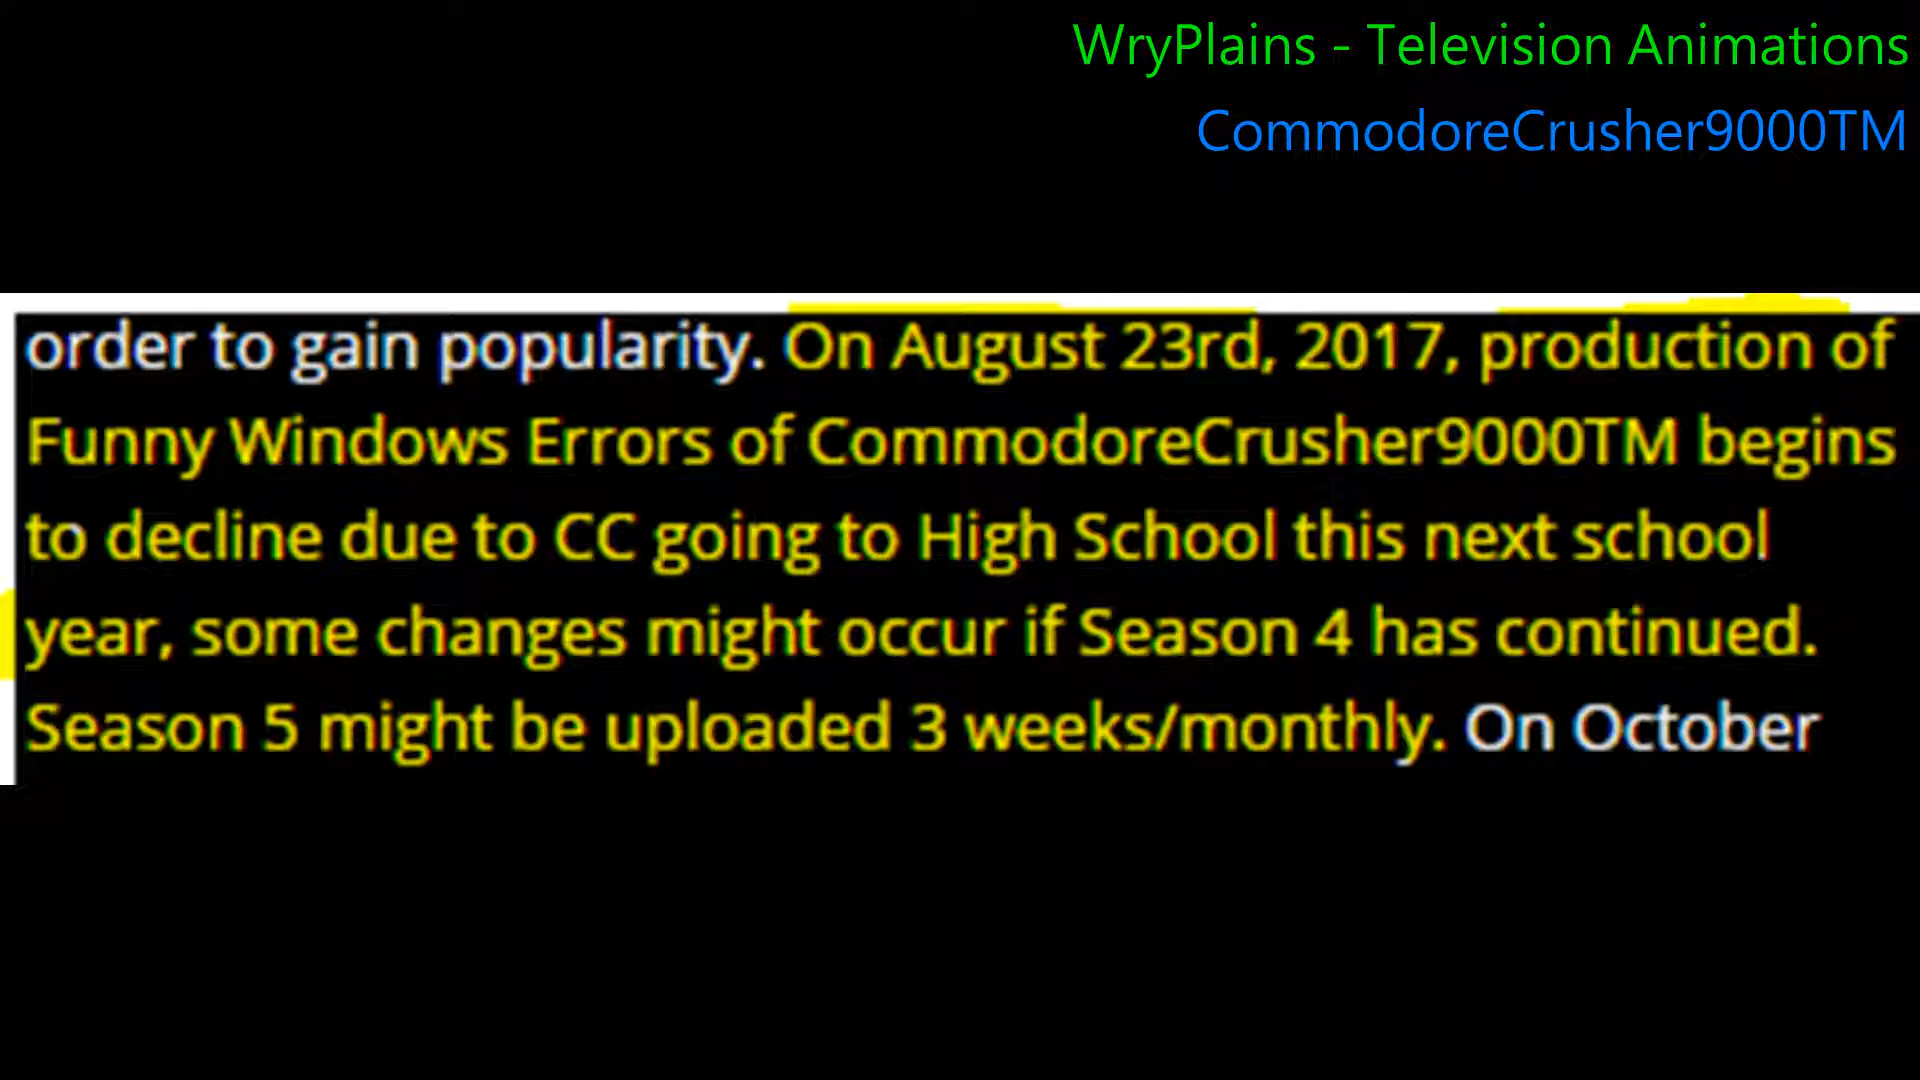 WryPlains - Television Animations
CommodoreCrusher9000TM
order to gain popularity. On August 23rd, 2017, production of
Funny Windows Errors of CommodoreCrusher9000TM begins
to decline due to CC going to High School this next school
year, some changes might occur if Season 4 has continued.
Season 5 might be uploaded 3 weeks/monthly. On October